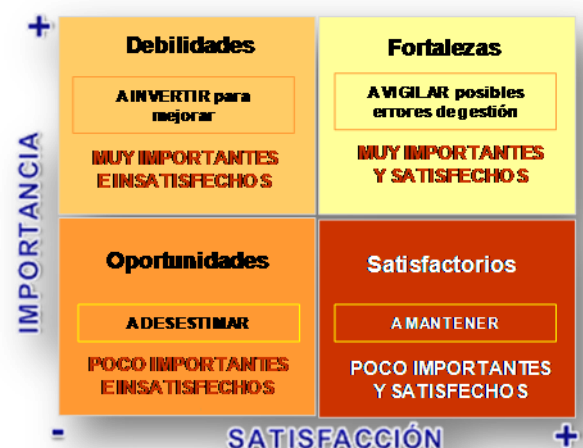 +
IMPORTANCIA
Debilidades
A INVERTIR para
mejorar
MUY IMPORTANTES
E INSATISFECHOS
Fortalezas
A VIGILAR posibles
errores de gestión
MUY IMPORTANTES
Y SATISFECHOS
Oportunidades
A DESESTIMAR
POCO IMPORTANTES
E INSATISFECHOS
Satisfactorios
A MANTENER
POCO IMPORTANTES
Y SATISFECHOS
-
SATISFACCIÓN
+